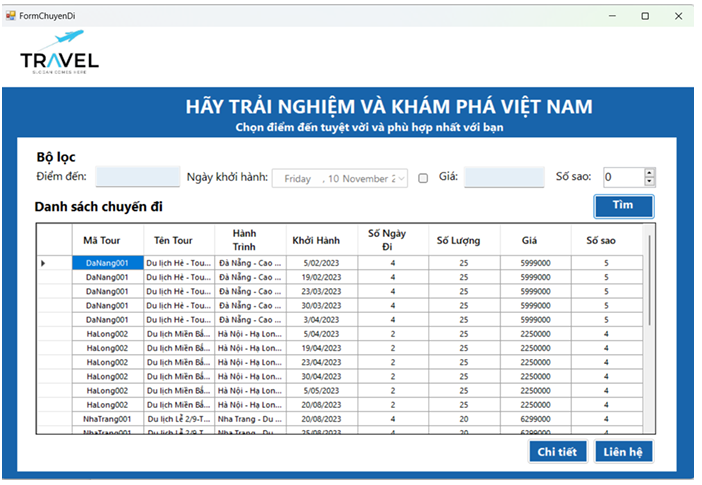 FormChuyenDi
TRAVEL
SLOGAN COMES HERE
HÃY TRẢI NGHIỆM VÀ KHÁM PHÁ VIỆT NAM
Chọn điểm đến tuyệt vời và phù hợp nhất với bạn
Bộ lọc
Điểm đến: Ngày khởi hành: Friday , 10 November 2 Giá: Số sao: 0
Danh sách chuyến đi Tìm
Mã Tour Tên Tour Hành Trình Khởi Hành Số Ngày Đi Số Lượng Giá Số sao
DaNang001 Du lịch Hè - Tou... Đà Nẵng - Cao ... 5/02/2023 4 25 5999000 5
DaNang001 Du lịch Hè - Tou... Đà Nẵng - Cao ... 19/02/2023 4 25 5999000 5
DaNang001 Du lịch Hè - Tou... Đà Nẵng - Cao ... 23/03/2023 4 25 5999000 5
DaNang001 Du lịch Hè - Tou... Đà Nẵng - Cao ... 30/03/2023 4 25 5999000 5
DaNang001 Du lịch Hè - Tou... Đà Nẵng - Cao ... 3/04/2023 4 25 5999000 5
HaLong002 Du lịch Miền Bắ... Hà Nội - Hạ Lon... 5/04/2023 2 25 2250000 4
HaLong002 Du lịch Miền Bắ... Hà Nội - Hạ Lon... 19/04/2023 2 25 2250000 4
HaLong002 Du lịch Miền Bắ... Hà Nội - Hạ Lon... 23/04/2023 2 25 2250000 4
HaLong002 Du lịch Miền Bắ... Hà Nội - Hạ Lon... 30/04/2023 2 25 2250000 4
HaLong002 Du lịch Miền Bắ... Hà Nội - Hạ Lon... 5/05/2023 2 25 2250000 4
HaLong002 Du lịch Miền Bắ... Hà Nội - Hạ Lon... 20/08/2023 2 25 2250000 4
NhaTrang01 Du lịch Lễ 2/9-T... Nha Trang - Du ... 20/08/2023 4 20 6299000 4
NhaTrang001 Du lịch Lễ 2/9-T... Nha Trang - Du ... 25/08/2023 4 20 6299000 4
Chi tiết Liên hệ